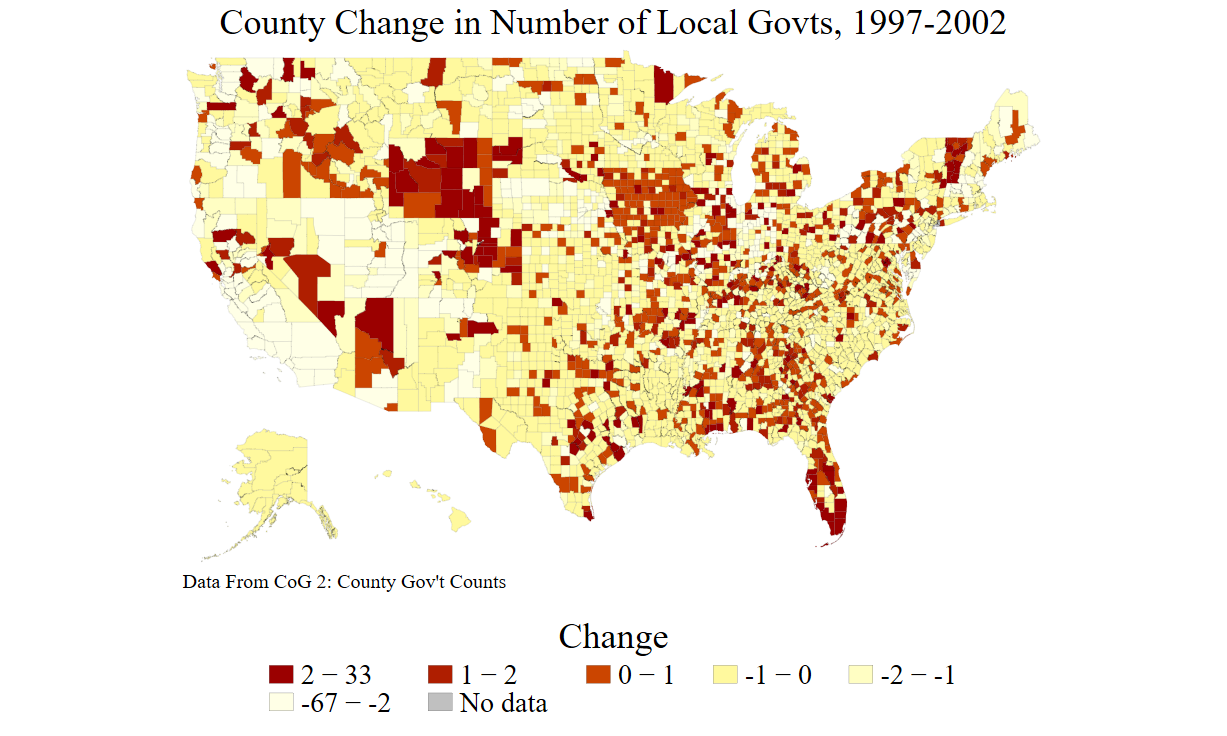 County Change in Number of Local Govts, 1997-2002
Data From CoG 2: County Gov't Counts
Change
2 − 33 1 − 2 0 − 1 -1 − 0 -2 − -1
-67 − -2 No data